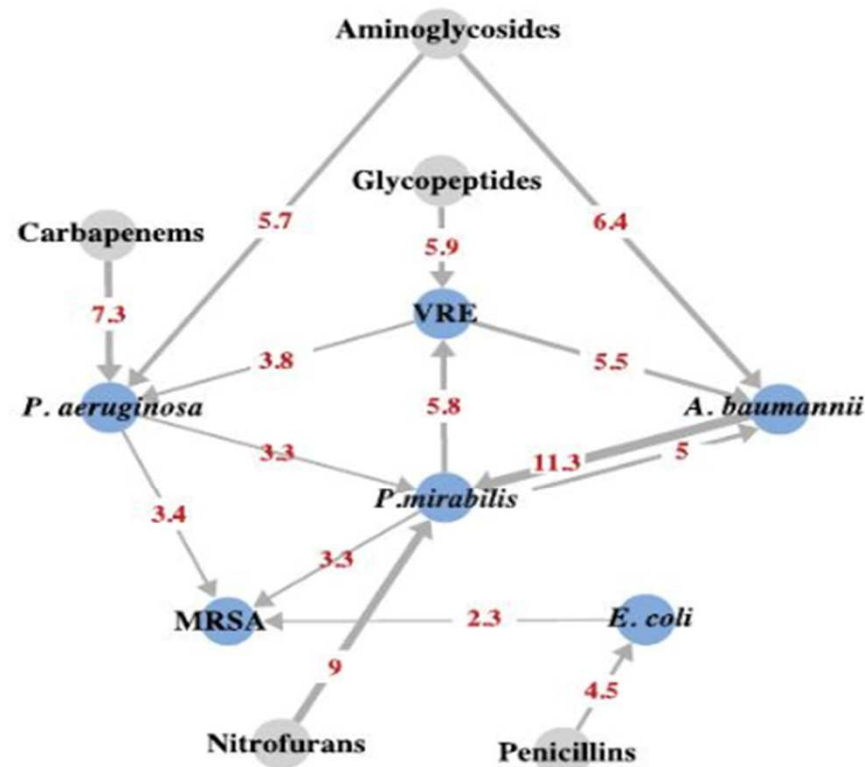 Aminoglycosides
Glycopeptides
5.7
6.4
Carbapenems
5.9
7.3
VRE
3.8
5.5
P. aeruginosa
5.8
A. baumannii
3.3
11.3
5
P.mirabilis
3.4
3.3
MRSA
2.3
E. coli
9
4.5
Nitrofurans
Penicillins